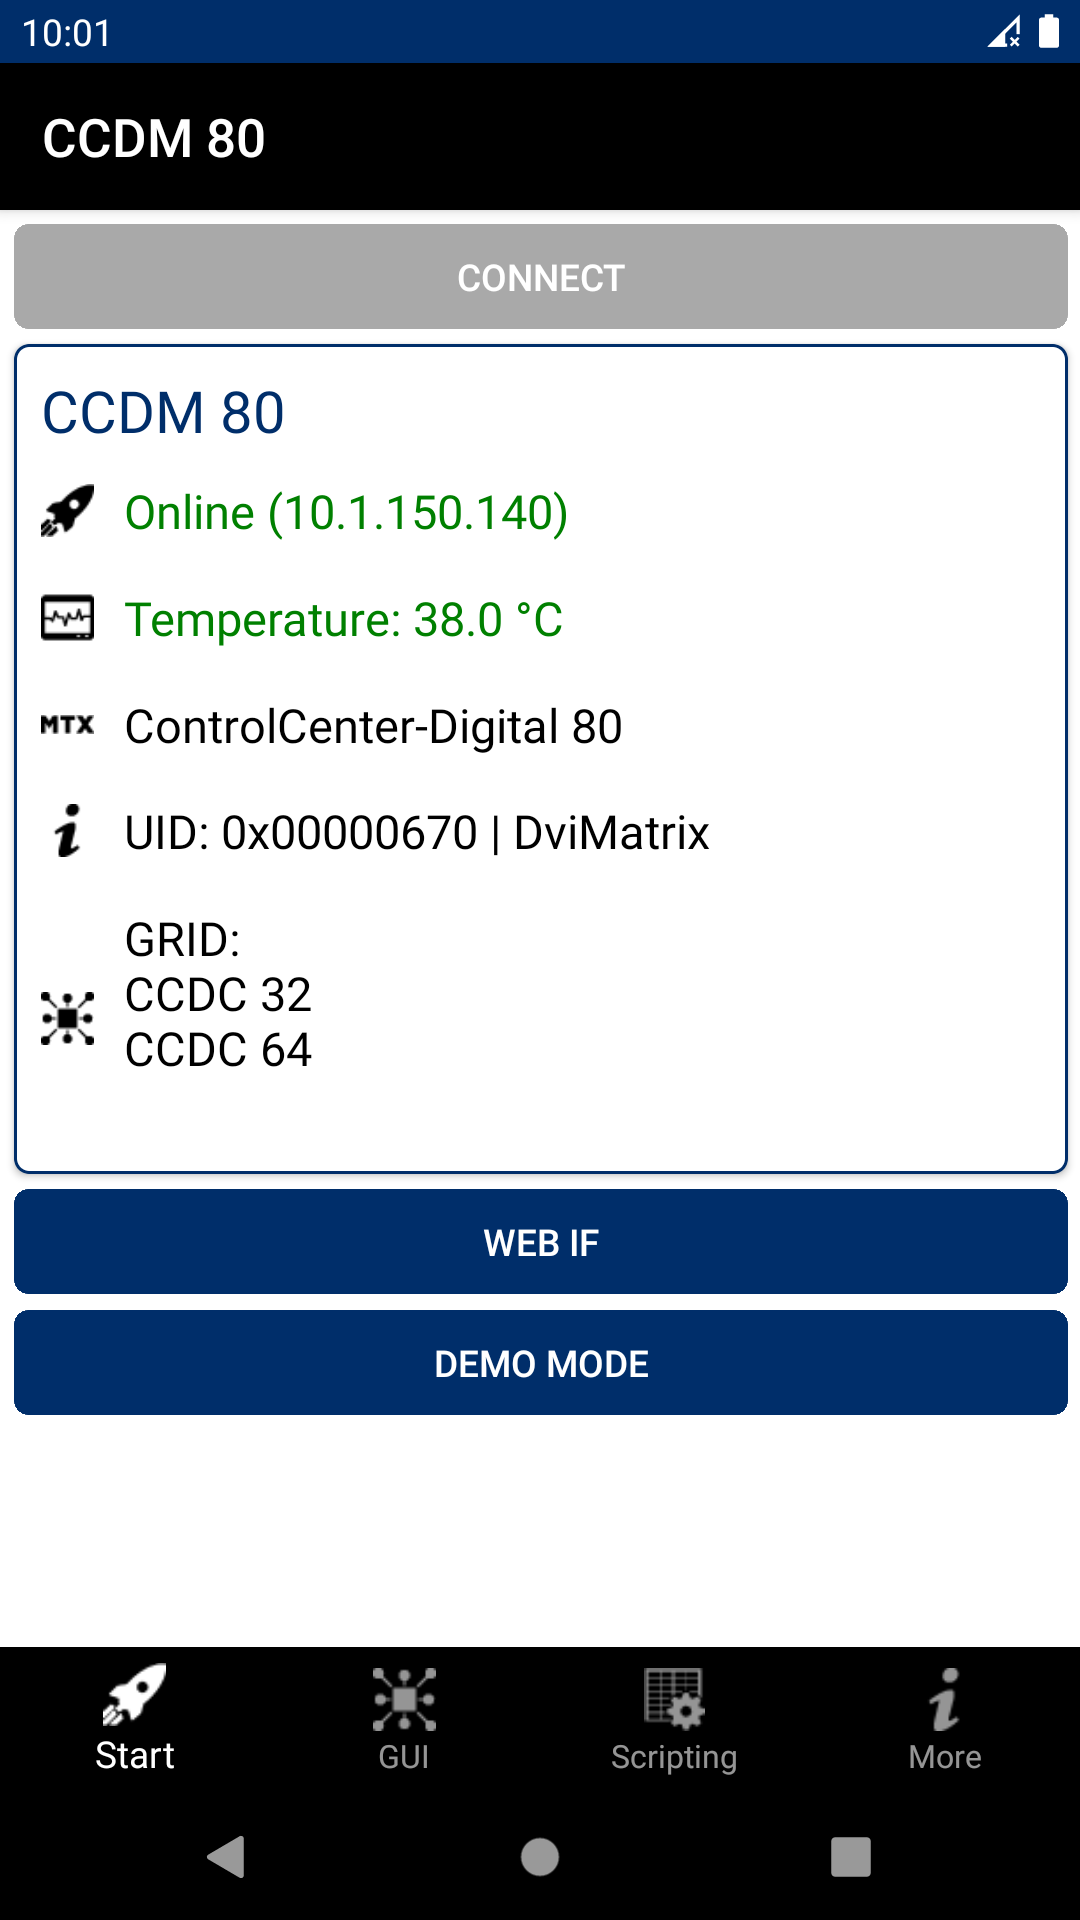 10:01
CCDM 80
CONNECT
CCDM 80
Online (10.1.150.140)
Temperature: 38.0 °C
MTX ControlCenter-Digital 80
UID: 0x00000670 | DviMatrix
GRID:
CCDC 32
CCDC 64
WEB IF
DEMO MODE
Start GUI Scripting More